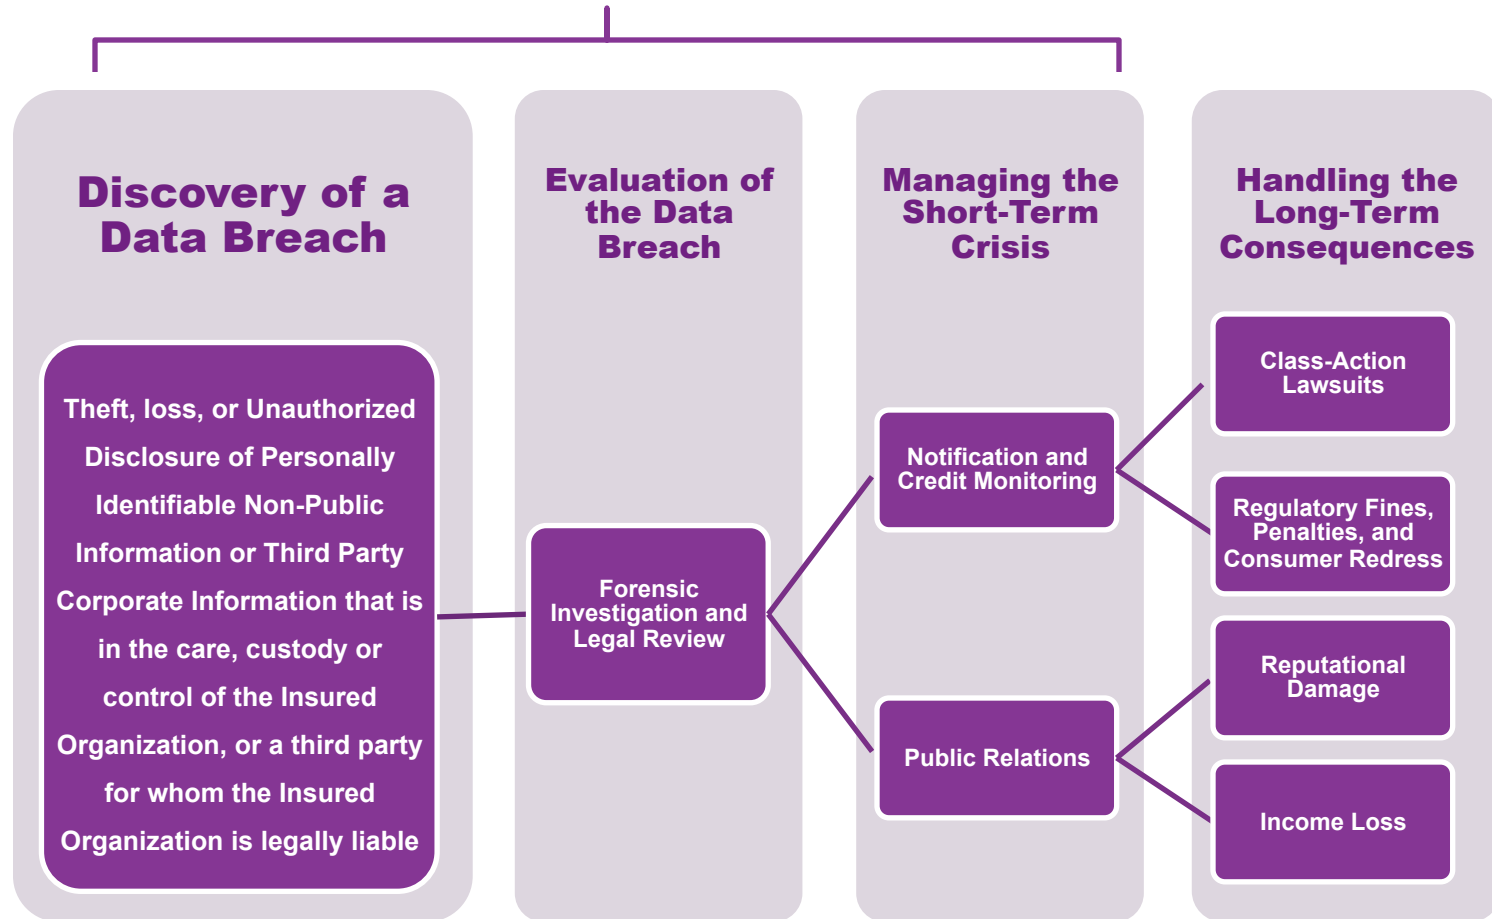 Discovery of a
Data Breach
Theft, loss, or Unauthorized
Disclosure of Personally
Identifiable Non-Public
Information or Third Party
Corporate Information that is
in the care, custody or
control of the Insured
Organization, or a third party
for whom the Insured
Organization is legally liable
Evaluation of
the Data
Breach
Forensic
Investigation and
Legal Review
Managing the
Short-Term
Crisis
Notification and
Credit Monitoring
Public Relations
Handling the
Long-Term
Consequences
Class-Action
Lawsuits
Regulatory Fines,
Penalties, and
Consumer Redress
Reputational
Damage
Income Loss